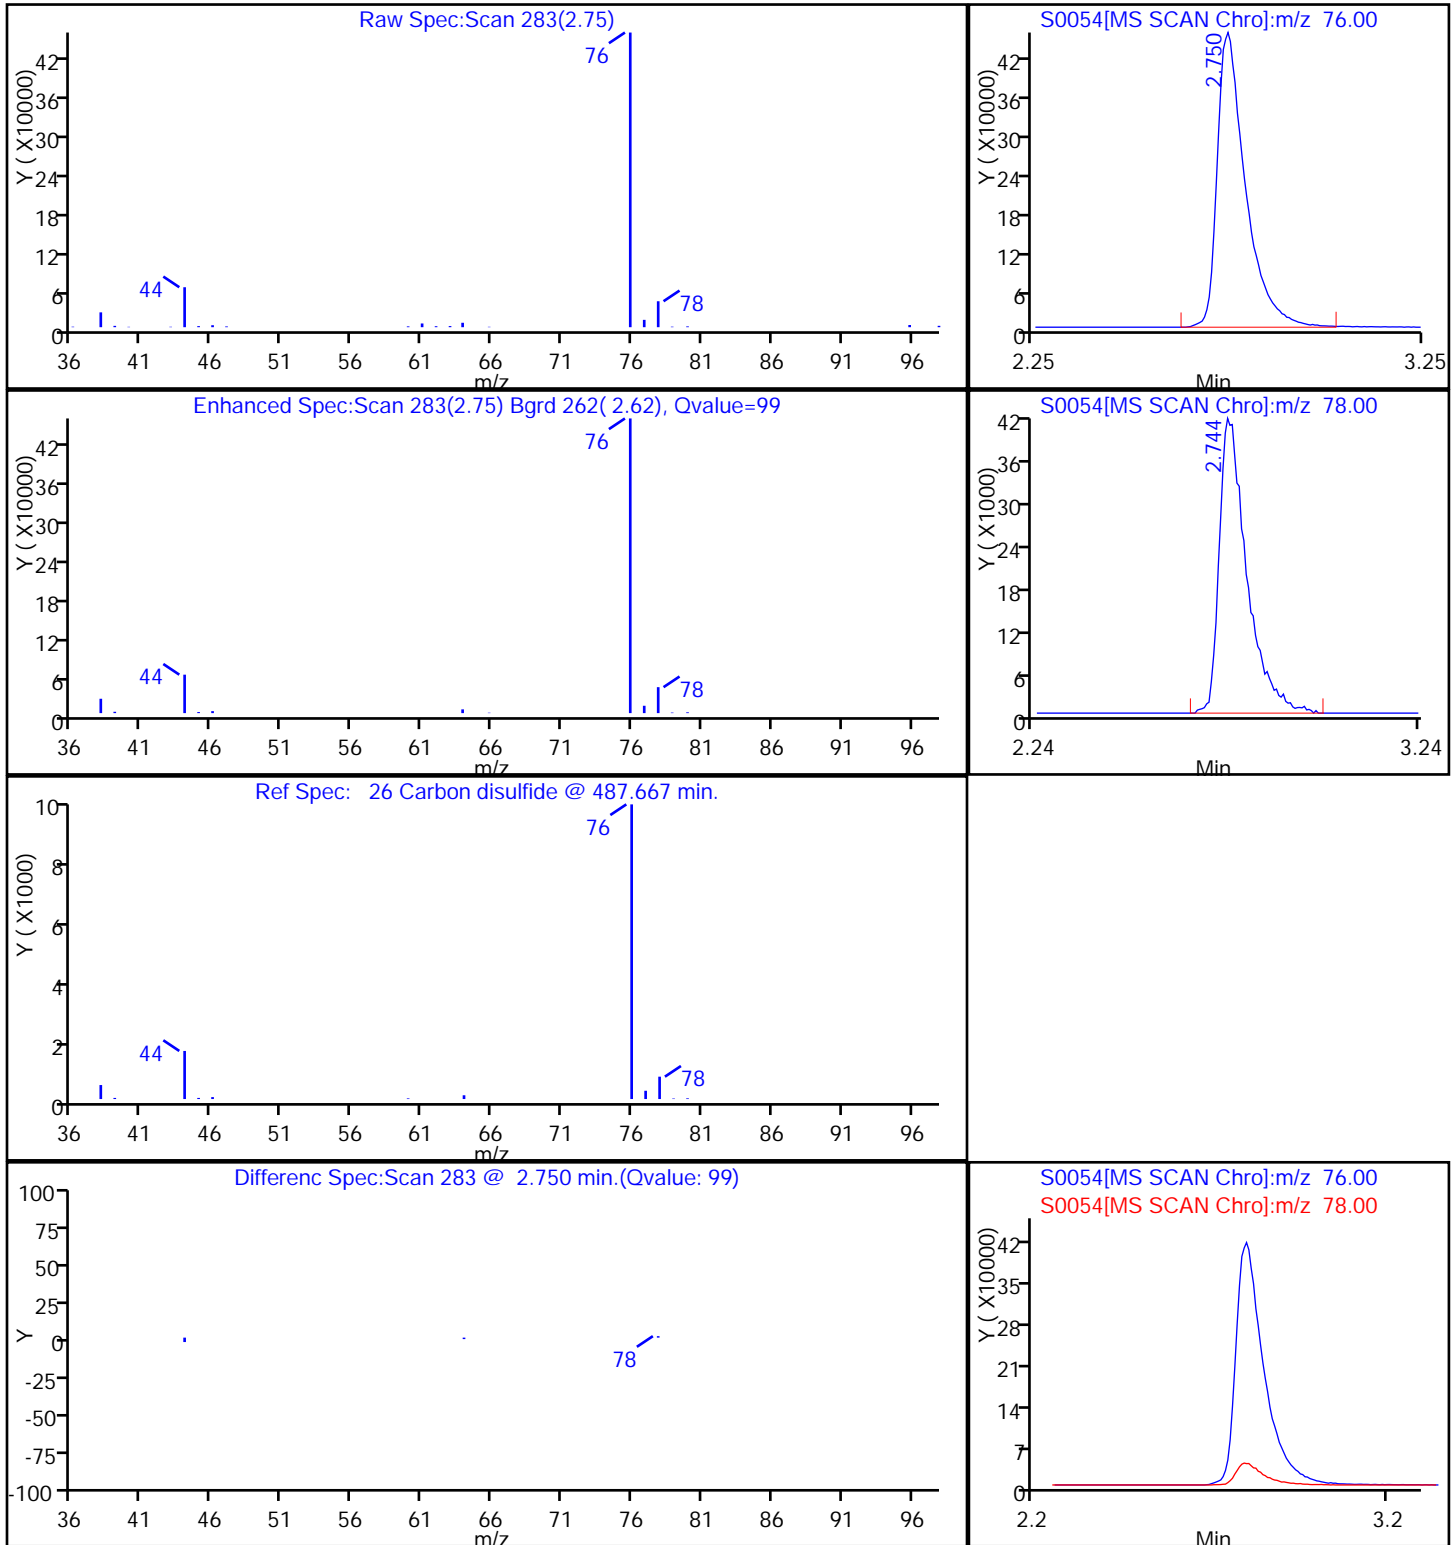 Raw Spec:Scan 283(2.75)
Y ( X10000)
42
36
30
24
18
12
6
0
76
44
78
36 41 46 51 56 61 66 71 76 81 86 91 96
m/z
S0054[MS SCAN Chro]:m/z 76.00
Y ( X10000)
42
36
30
24
18
12
6
0
2.750
2.25 3.25
Min
Enhanced Spec:Scan 283(2.75) Bgrd 262( 2.62), Qvalue=99
Y ( X10000)
42
36
30
24
18
12
6
0
76
44
78
36 41 46 51 56 61 66 71 76 81 86 91 96
m/z
S0054[MS SCAN Chro]:m/z 78.00
Y ( X1000)
42
36
30
24
18
12
6
0
2.744
2.24 3.24
Min
Ref Spec: 26 Carbon disulfide @ 487.667 min.
Y ( X1000)
10
8
6
4
2
0
76
44
78
36 41 46 51 56 61 66 71 76 81 86 91 96
m/z
Differenc Spec:Scan 283 @ 2.750 min.(Qvalue: 99)
Y
100
75
50
25
0
-25
-50
-75
-100
78
36 41 46 51 56 61 66 71 76 81 86 91 96
m/z
S0054[MS SCAN Chro]:m/z 76.00
S0054[MS SCAN Chro]:m/z 78.00
Y ( X10000)
42
35
28
21
14
7
0
2.2 3.2
Min